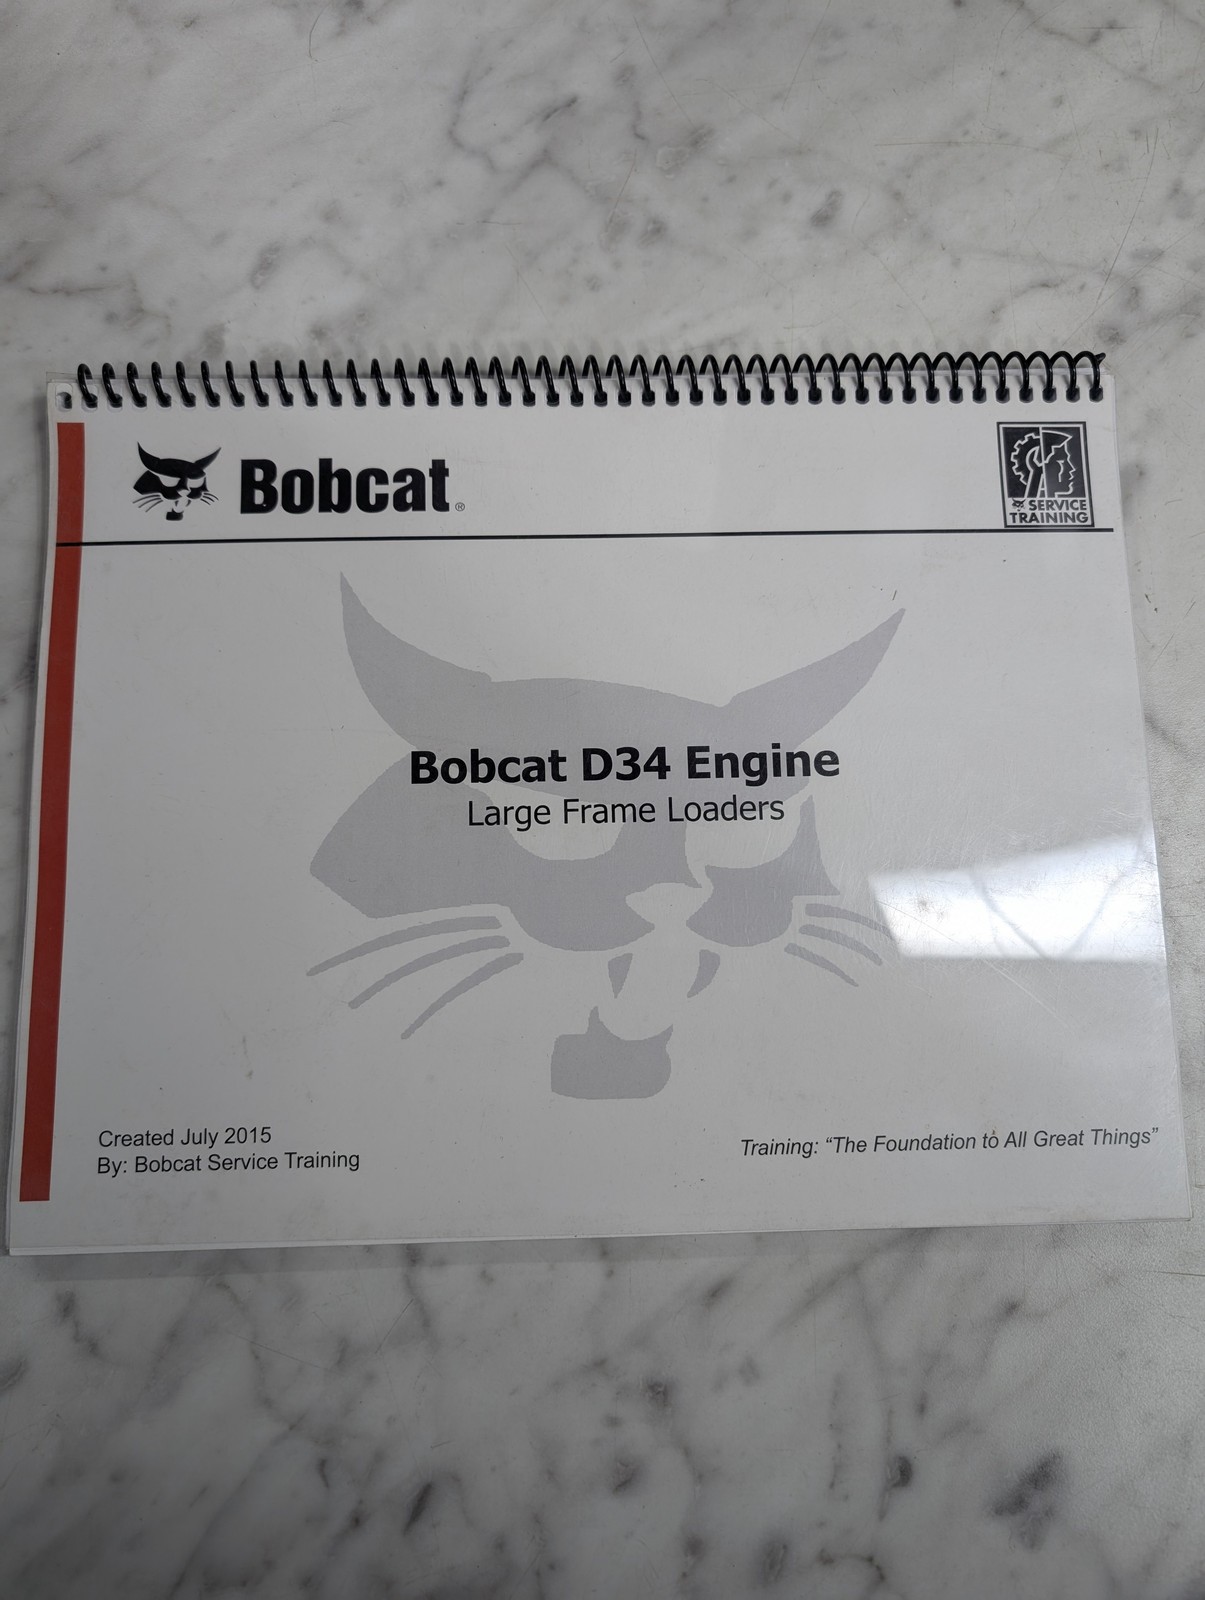 Bobcat®
SERVICE
TRAINING
Bobcat D34 Engine
Large Frame Loaders
Created July 2015
By: Bobcat Service Training
Training: “The Foundation to All Great Things”